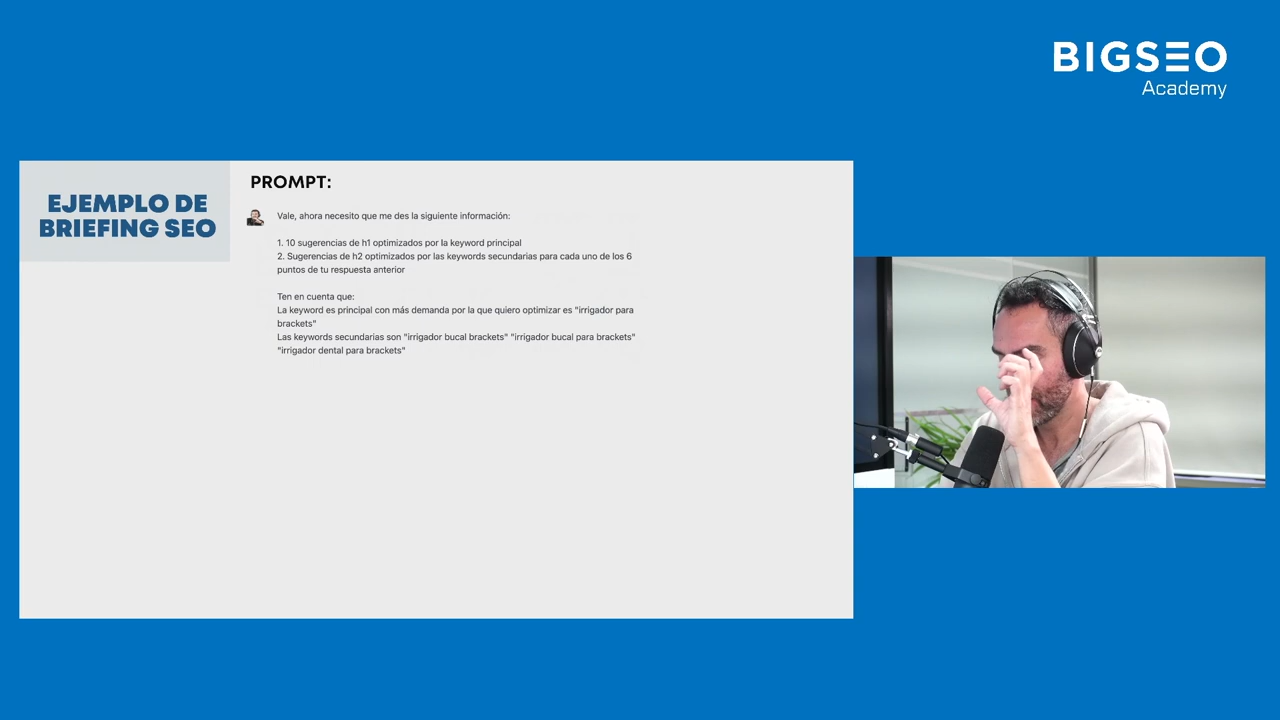 BIGSEO
Academy
EJEMPLO DE
BRIEFING SEO
PROMPT:
Vale, ahora necesito que me des la siguiente información:
1. 10 sugerencias de h1 optimizados por la keyword principal
2. Sugerencias de h2 optimizados por las keywords secundarias para cada uno de los 6
puntos de tu respuesta anterior
Ten en cuenta que:
La keyword es principal con más demanda por la que quiero optimizar es "irrigador para
brackets"
Las keywords secundarias son "irrigador bucal brackets" "irrigador bucal para brackets"
"irrigador dental para brackets"